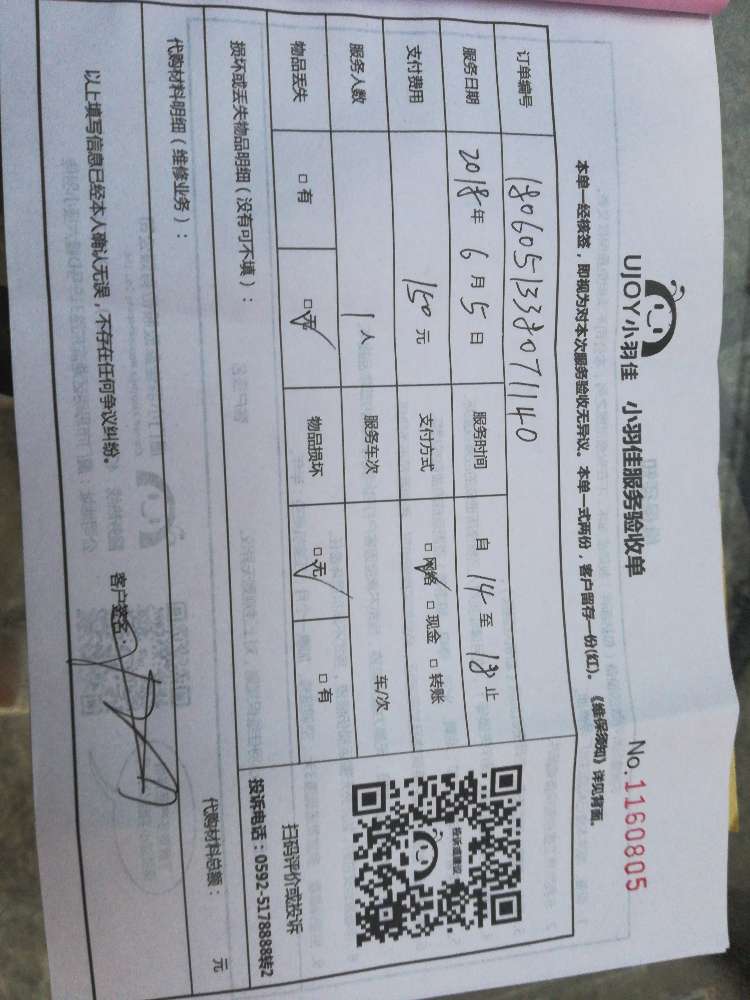 UJOY小羽佳 小羽佳服务验收单 No.1160805
本单一经核签，即视为对本次服务验收无异议。本单一式两份，客户留存一份(红)。《维保须知》详见背面。
订单编号 1806051338071140
服务日期 2018年6月5日 服务时间 自14至18止
支付费用 150元 支付方式 □网络 □现金 □转账
服务人数 1人 服务车次 车/次
物品丢失 □有 □无 物品损坏 □无 □有
投诉或建议
扫码评价或投诉
投诉电话：0592-5178888转2
损坏或丢失物品明细（没有可不填）：
代购材料明细（维修业务）： 代购材料总额： 元
以上填写信息已经本人确认无误，不存在任何争议纠纷。 客户签名：